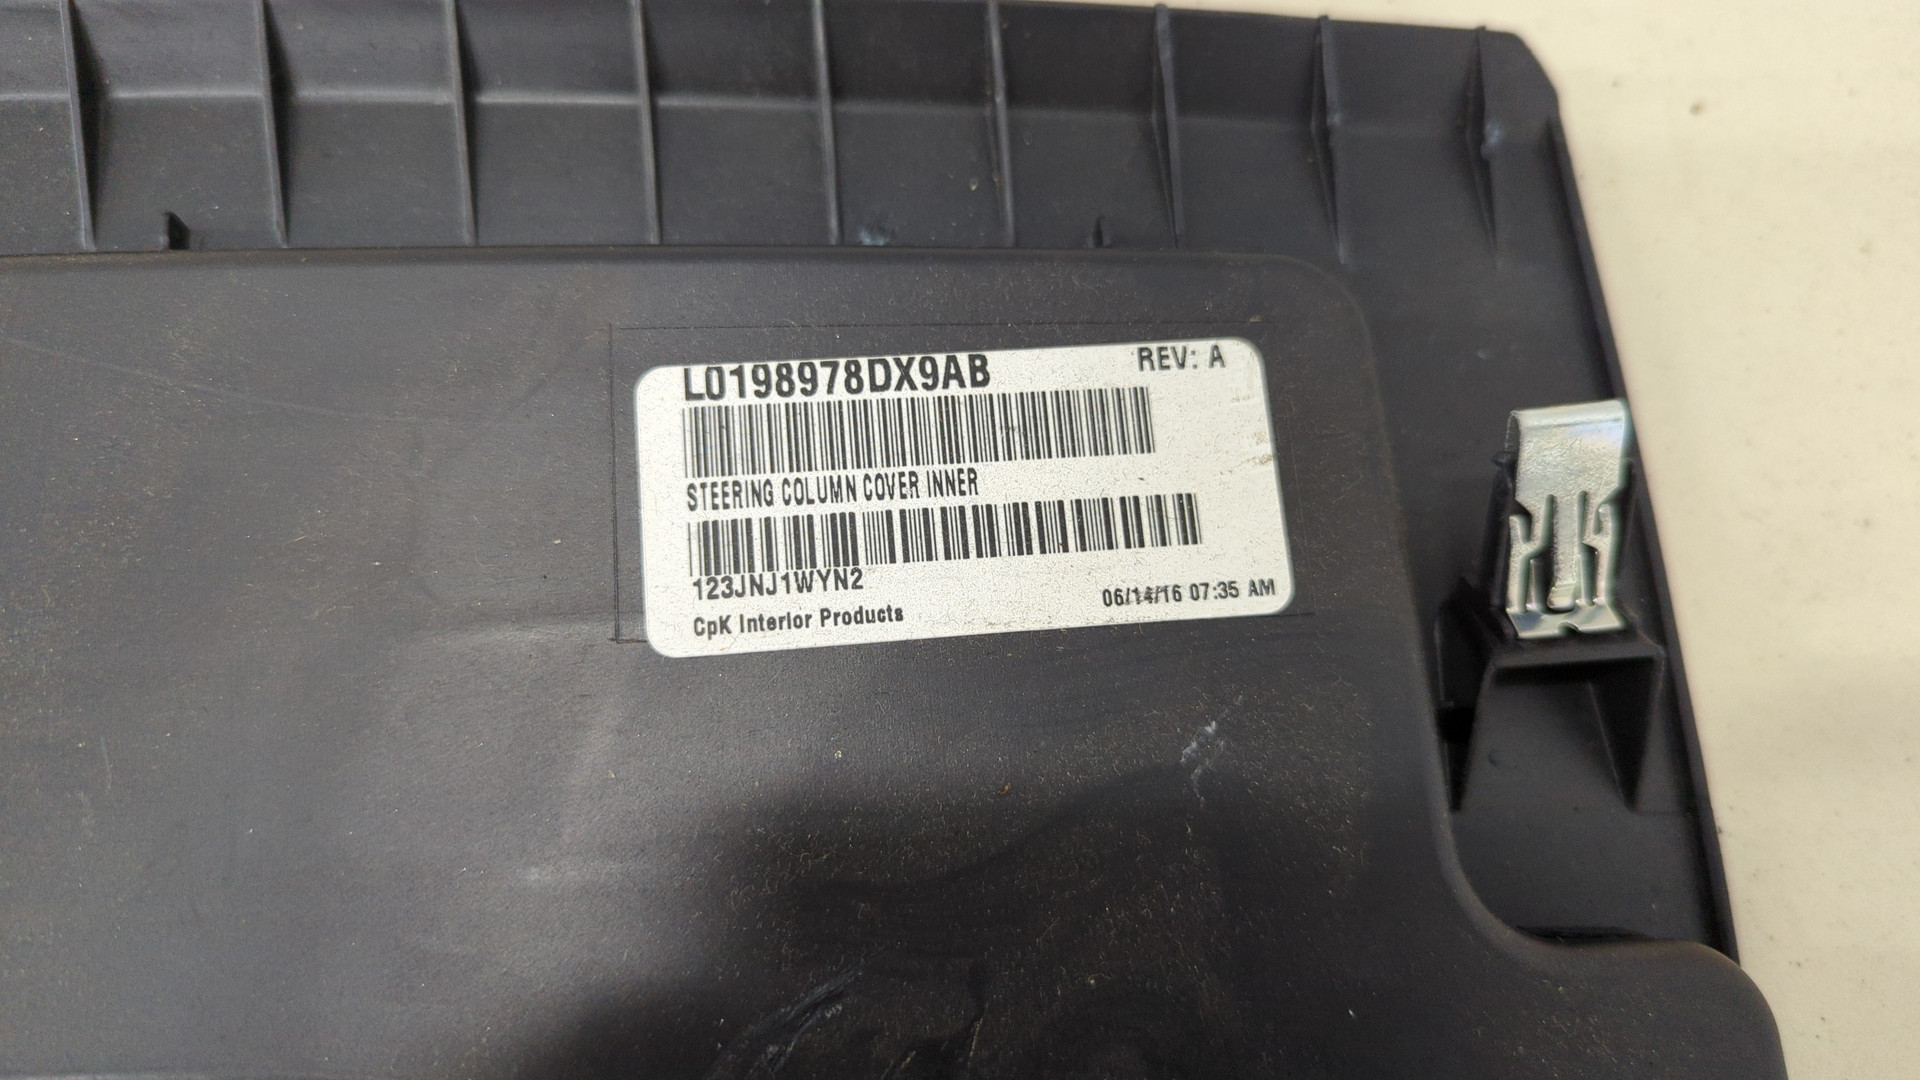 L0198978DX9AB
REV: A
STEERING COLUMN COVER INNER
123JNJ1WYN2
06/14/16 07:35 AM
CpK Interior Products